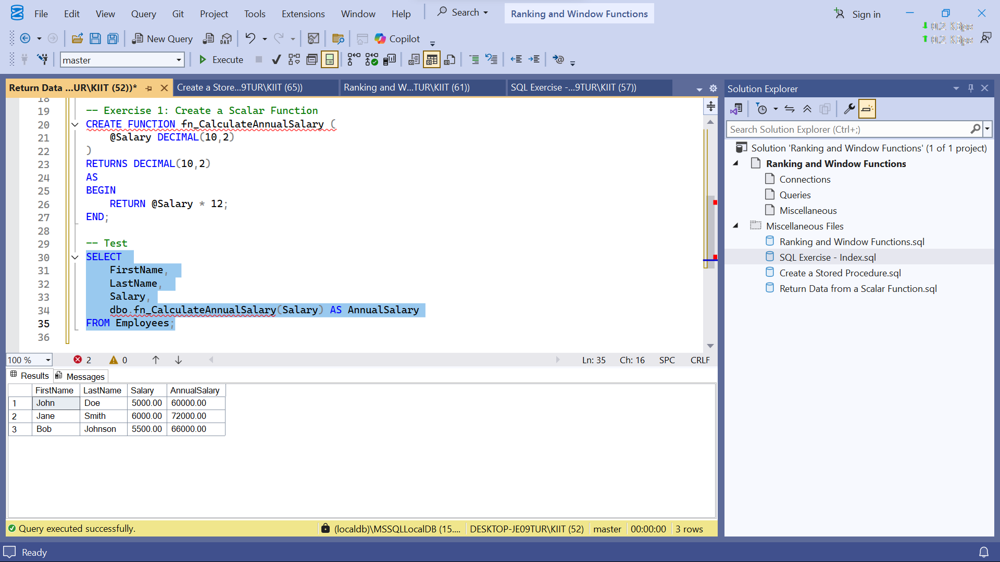 File Edit View Query Git Project Tools Extensions Window Help Search Ranking and Window Functions Sign in
New Query DAX Copilot
master Execute
Return Data ...UR\KIIT (52))* Create a Store...9TUR\KIIT (65)) Ranking and W...TUR\KIIT (61)) SQL Exercise -...9TUR\KIIT (57))
18
19 -- Exercise 1: Create a Scalar Function
20 CREATE FUNCTION fn_CalculateAnnualSalary (
21 @Salary DECIMAL(10,2)
22 )
23 RETURNS DECIMAL(10,2)
24 AS
25 BEGIN
26 RETURN @Salary * 12;
27 END;
28
29 -- Test
30 SELECT
31 FirstName,
32 LastName,
33 Salary,
34 dbo.fn_CalculateAnnualSalary(Salary) AS AnnualSalary
35 FROM Employees;
36
100 % 2 0 Ln: 35 Ch: 16 SPC CRLF
Results Messages
FirstName LastName Salary AnnualSalary
1 John Doe 5000.00 60000.00
2 Jane Smith 6000.00 72000.00
3 Bob Johnson 5500.00 66000.00
Query executed successfully. (localdb)\MSSQLLocalDB (15.... DESKTOP-JE09TUR\KIIT (52) master 00:00:00 3 rows
Solution Explorer
Search Solution Explorer (Ctrl+;)
Solution 'Ranking and Window Functions' (1 of 1 project)
Ranking and Window Functions
Connections
Queries
Miscellaneous
Miscellaneous Files
Ranking and Window Functions.sql
SQL Exercise - Index.sql
Create a Stored Procedure.sql
Return Data from a Scalar Function.sql
Ready